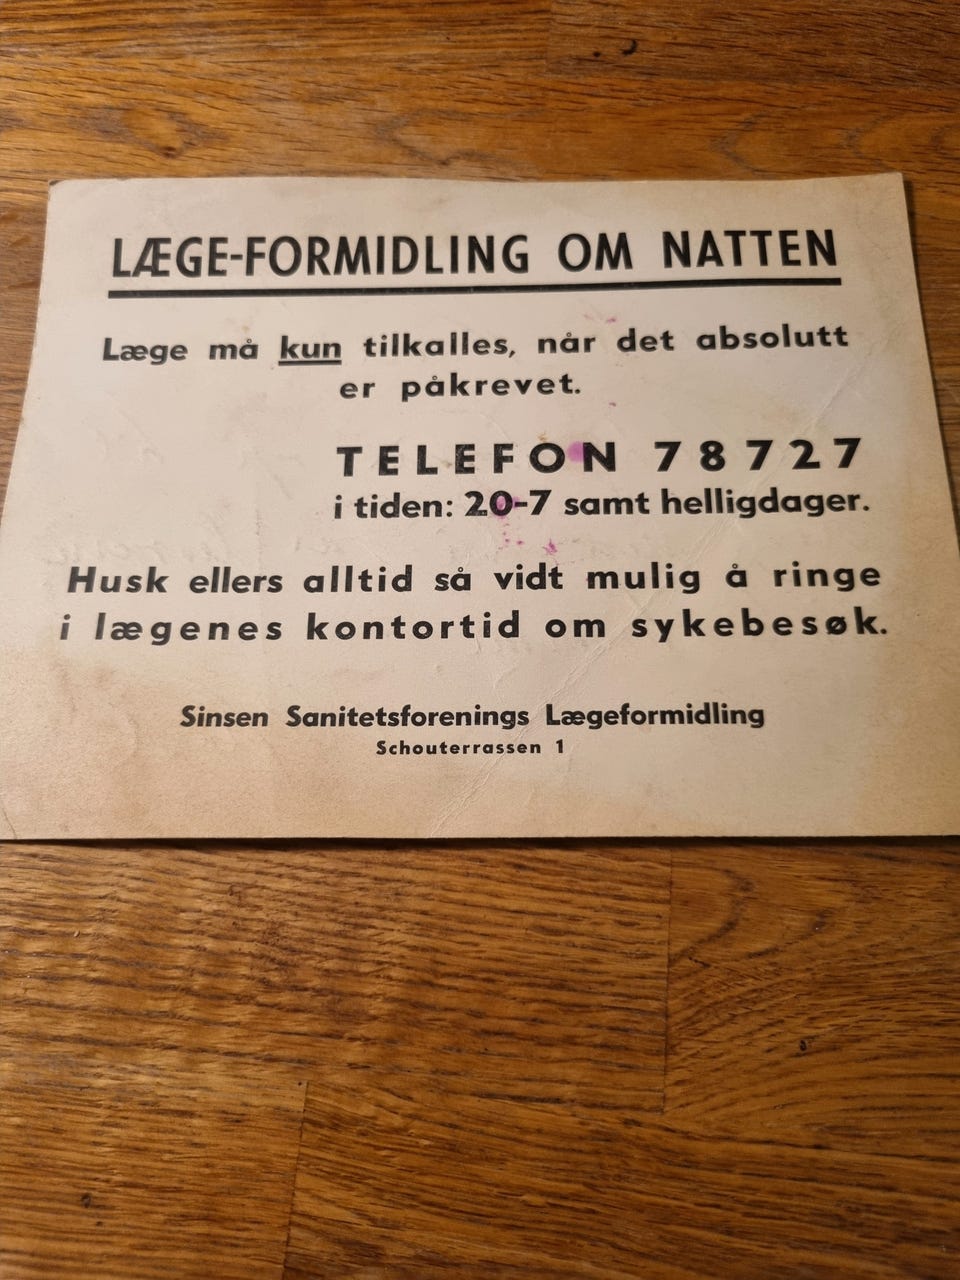 LÆGE-FORMIDLING OM NATTEN
Læge må kun tilkalles, når det absolutt
er påkrevet.
TELEFON 78727
i tiden: 20-7 samt helligdager.
Husk ellers alltid så vidt mulig å ringe
i lægenes kontortid om sykebesøk.
Sinsen Sanitetsforenings Lægeformidling
Schouterrassen 1